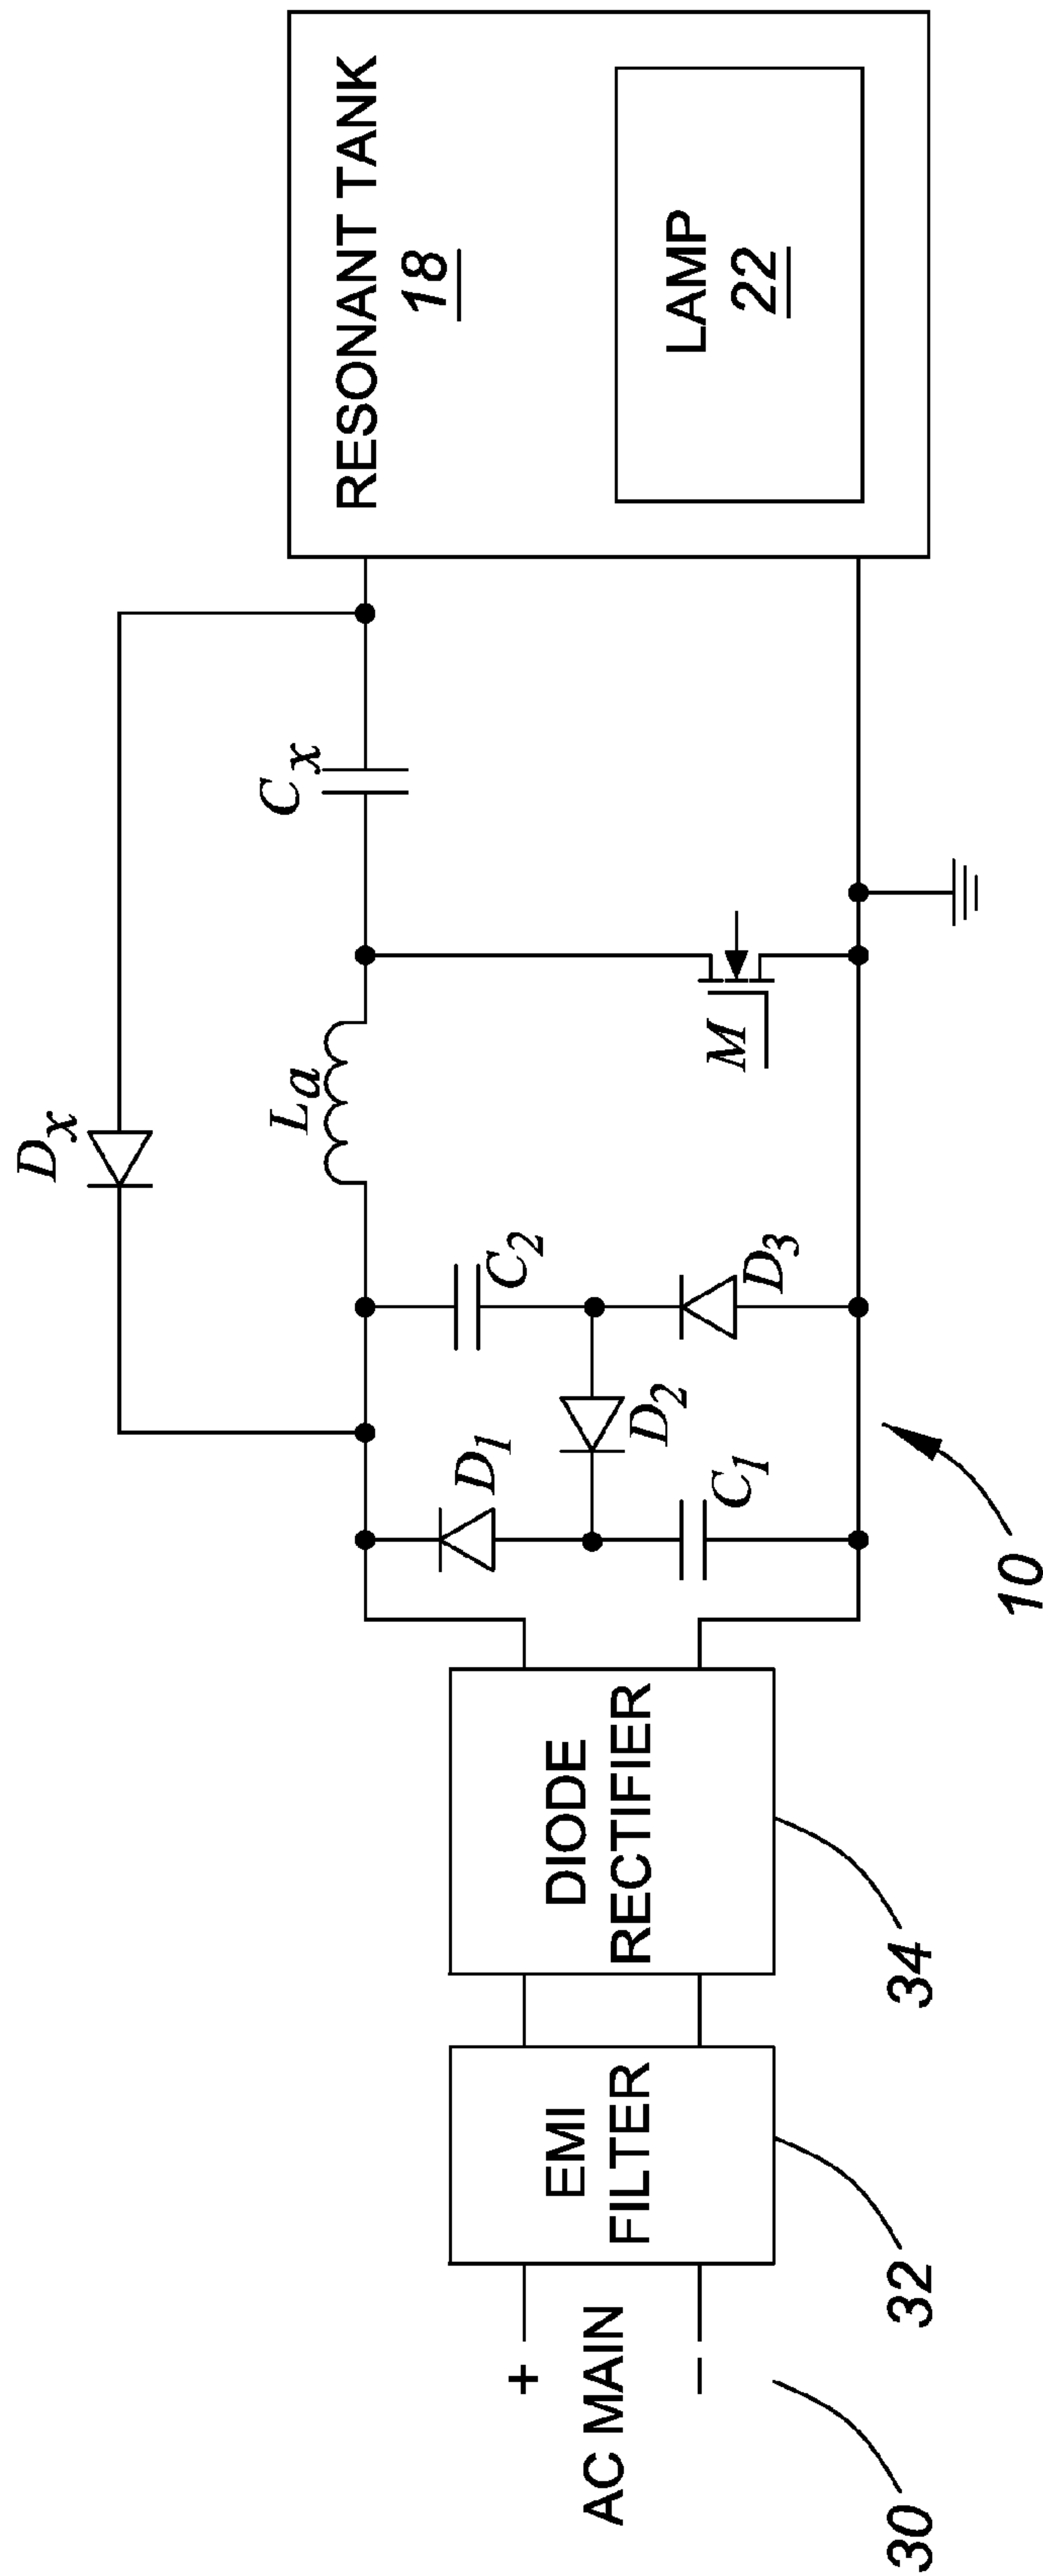 RESONANT TANK
18
LAMP
22
Dx
Cx
La
C2
D1
D2
D3
C1
M
10
DIODE
RECTIFIER
34
EMI
FILTER
32
+
AC MAIN
−
30